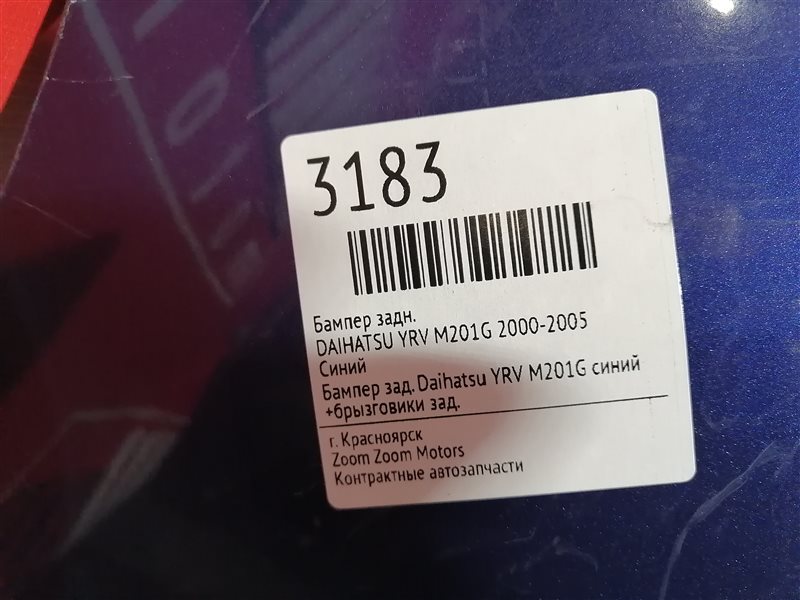 3183
Бампер задн.
DAIHATSU YRV M201G 2000-2005
Синий
Бампер зад. Daihatsu YRV M201G синий
+брызговики зад.
г. Красноярск
Zoom Zoom Motors
Контрактные автозапчасти